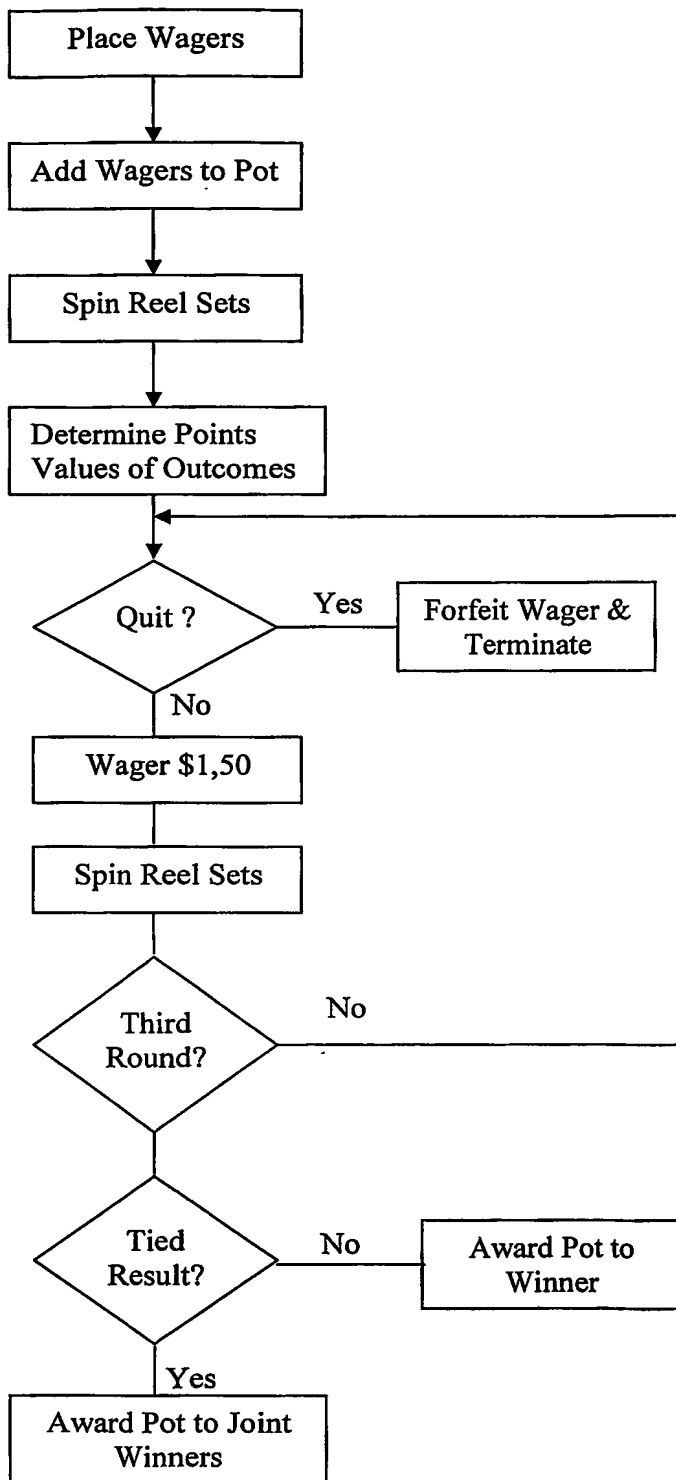 Place Wagers
Add Wagers to Pot
Spin Reel Sets
Determine Points
Values of Outcomes
Quit ?
Yes
Forfeit Wager &
Terminate
No
Wager $1,50
Spin Reel Sets
Third
Round?
No
Tied
Result?
No
Award Pot to
Winner
Yes
Award Pot to Joint
Winners